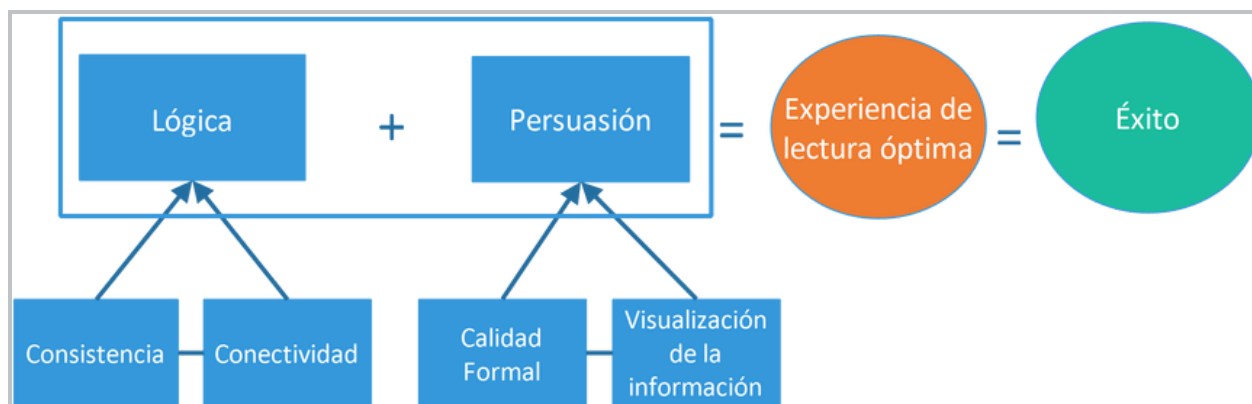 Lógica
+
Persuasión
=
Experiencia de
lectura óptima
=
Éxito
Consistencia
Conectividad
Calidad
Formal
Visualización
de la
información